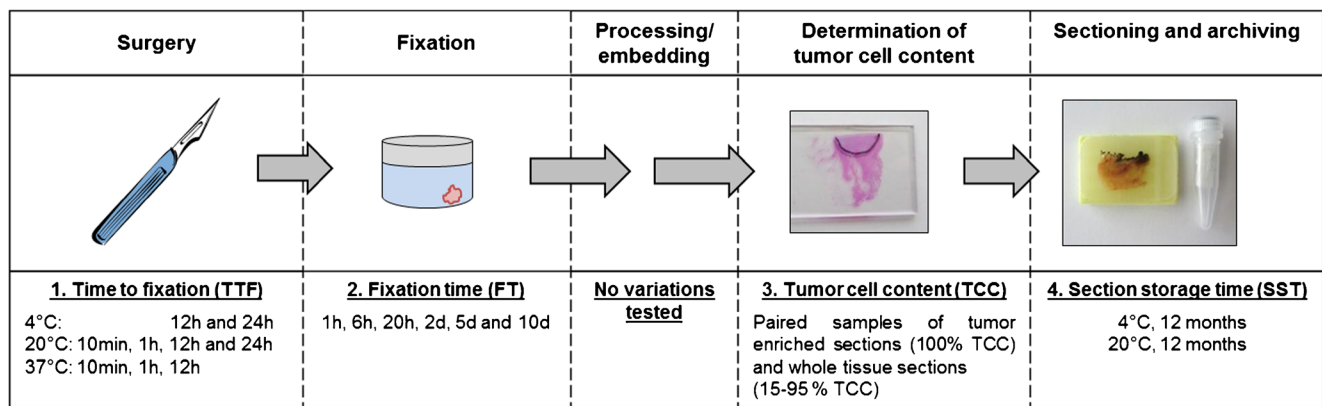 Surgery
Fixation
Processing/
embedding
Determination of
tumor cell content
Sectioning and archiving
1. Time to fixation (TTF)
4°C: 12h and 24h
20°C: 10min, 1h, 12h and 24h
37°C: 10min, 1h, 12h
2. Fixation time (FT)
1h, 6h, 20h, 2d, 5d and 10d
No variations
tested
3. Tumor cell content (TCC)
Paired samples of tumor
enriched sections (100% TCC)
and whole tissue sections
(15-95 % TCC)
4. Section storage time (SST)
4°C, 12 months
20°C, 12 months